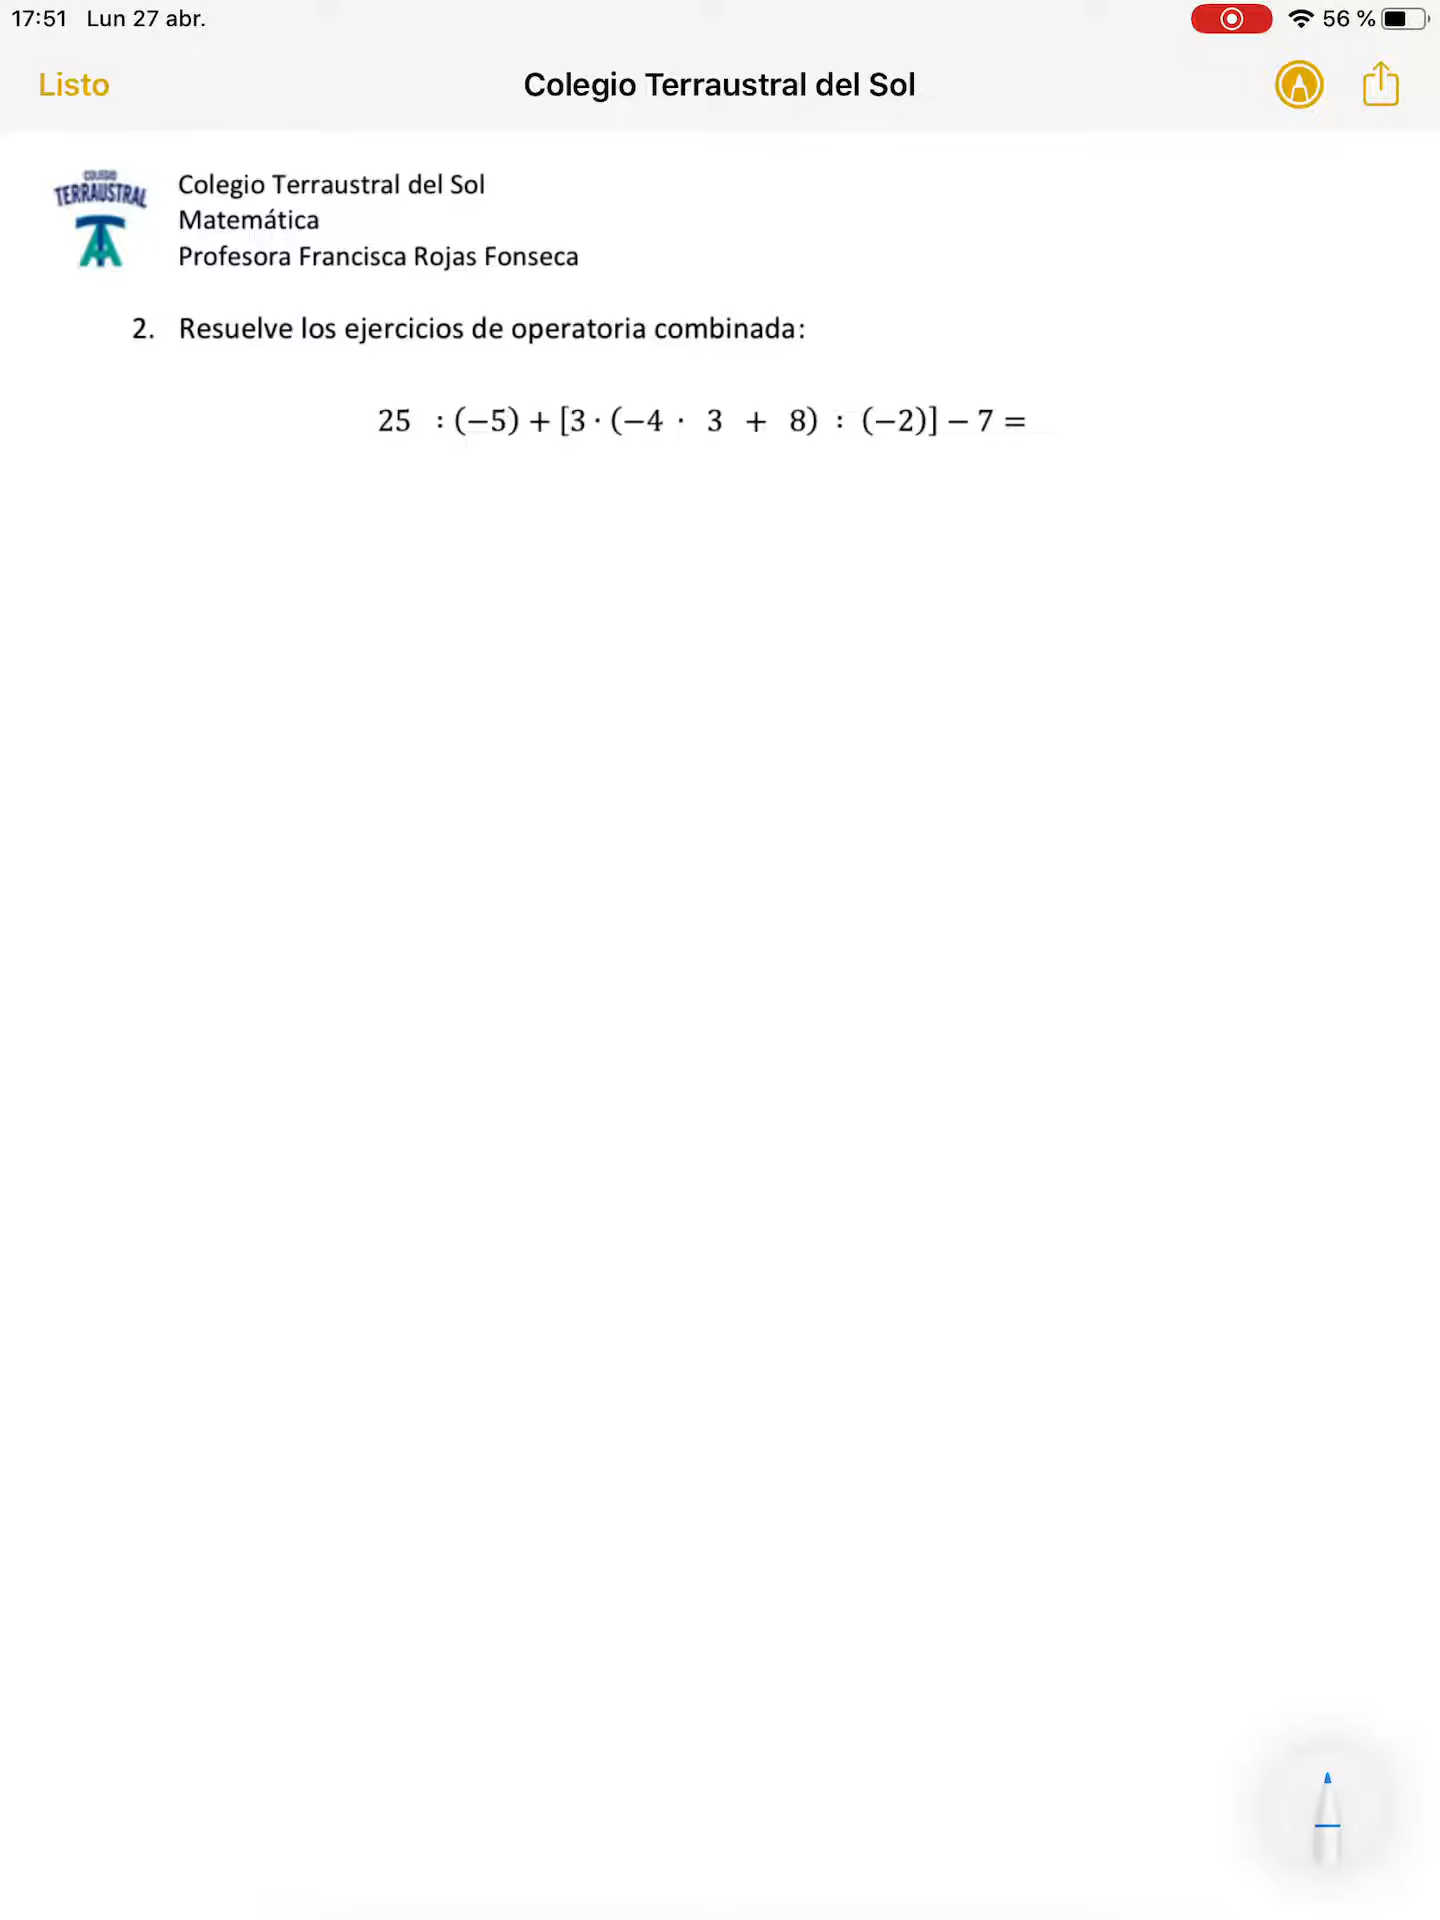 17:51 Lun 27 abr. 56 %
Listo Colegio Terraustral del Sol
COLEGIO
TERRAUSTRAL
Colegio Terraustral del Sol
Matemática
Profesora Francisca Rojas Fonseca
2. Resuelve los ejercicios de operatoria combinada:
25 : (−5) + [3 · (−4 · 3 + 8) : (−2)] − 7 =